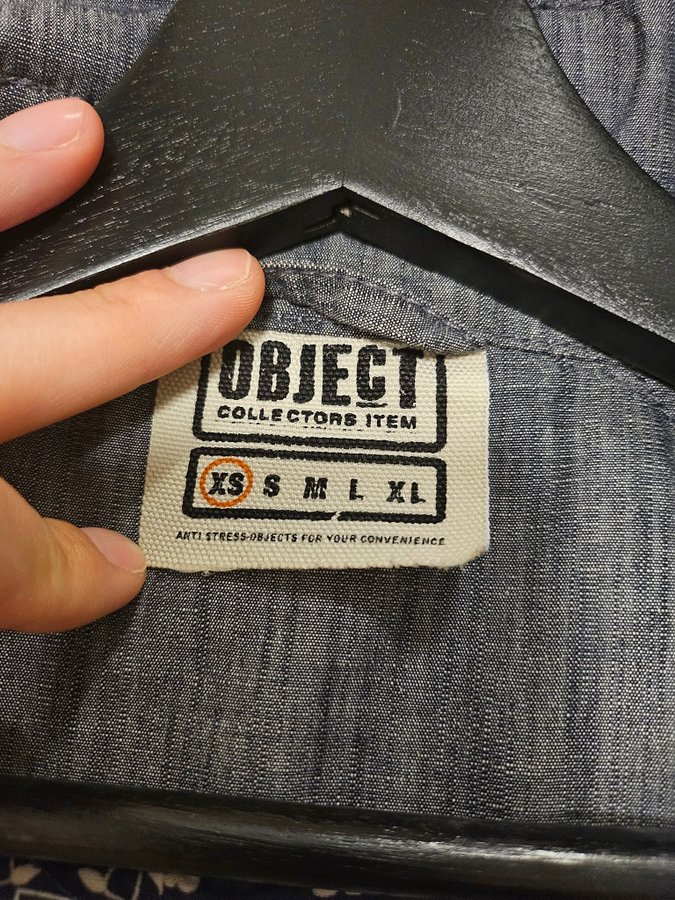 OBJECT
COLLECTORS ITEM
XS S M L XL
ANTI STRESS-OBJECTS FOR YOUR CONVENIENCE